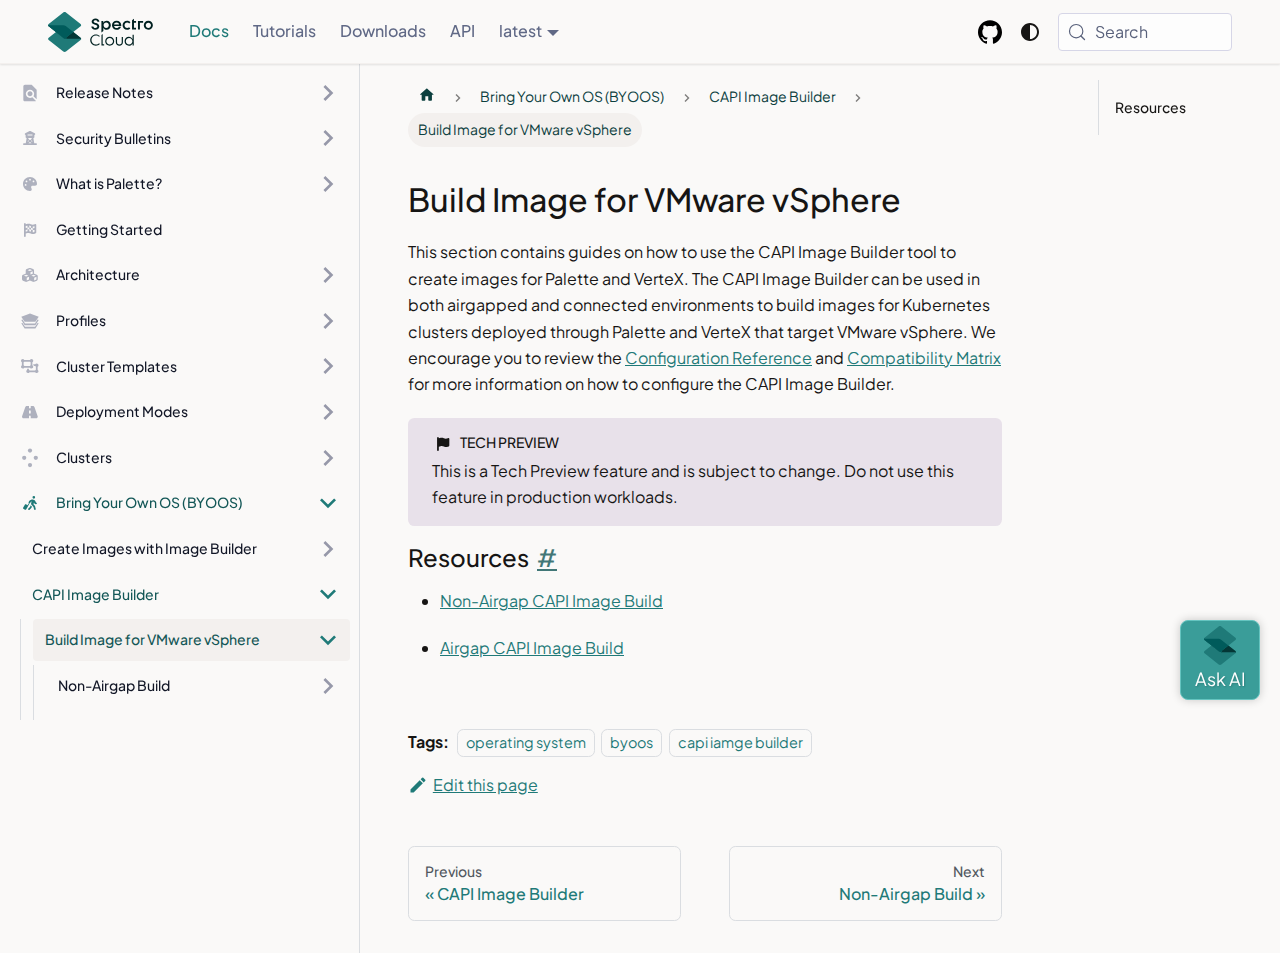 Spectro
Cloud
Docs
Tutorials
Downloads
API
latest
Search
Release Notes
Security Bulletins
What is Palette?
Getting Started
Architecture
Profiles
Cluster Templates
Deployment Modes
Clusters
Bring Your Own OS (BYOOS)
Create Images with Image Builder
CAPI Image Builder
Build Image for VMware vSphere
Non-Airgap Build
Bring Your Own OS (BYOOS)
CAPI Image Builder
Build Image for VMware vSphere
Build Image for VMware vSphere
This section contains guides on how to use the CAPI Image Builder tool to
create images for Palette and VerteX. The CAPI Image Builder can be used in
both airgapped and connected environments to build images for Kubernetes
clusters deployed through Palette and VerteX that target VMware vSphere. We
encourage you to review the Configuration Reference and Compatibility Matrix
for more information on how to configure the CAPI Image Builder.
TECH PREVIEW
This is a Tech Preview feature and is subject to change. Do not use this
feature in production workloads.
Resources #
Non-Airgap CAPI Image Build
Airgap CAPI Image Build
Tags: operating system byoos capi iamge builder
Edit this page
Previous
« CAPI Image Builder
Next
Non-Airgap Build »
Resources
Ask AI